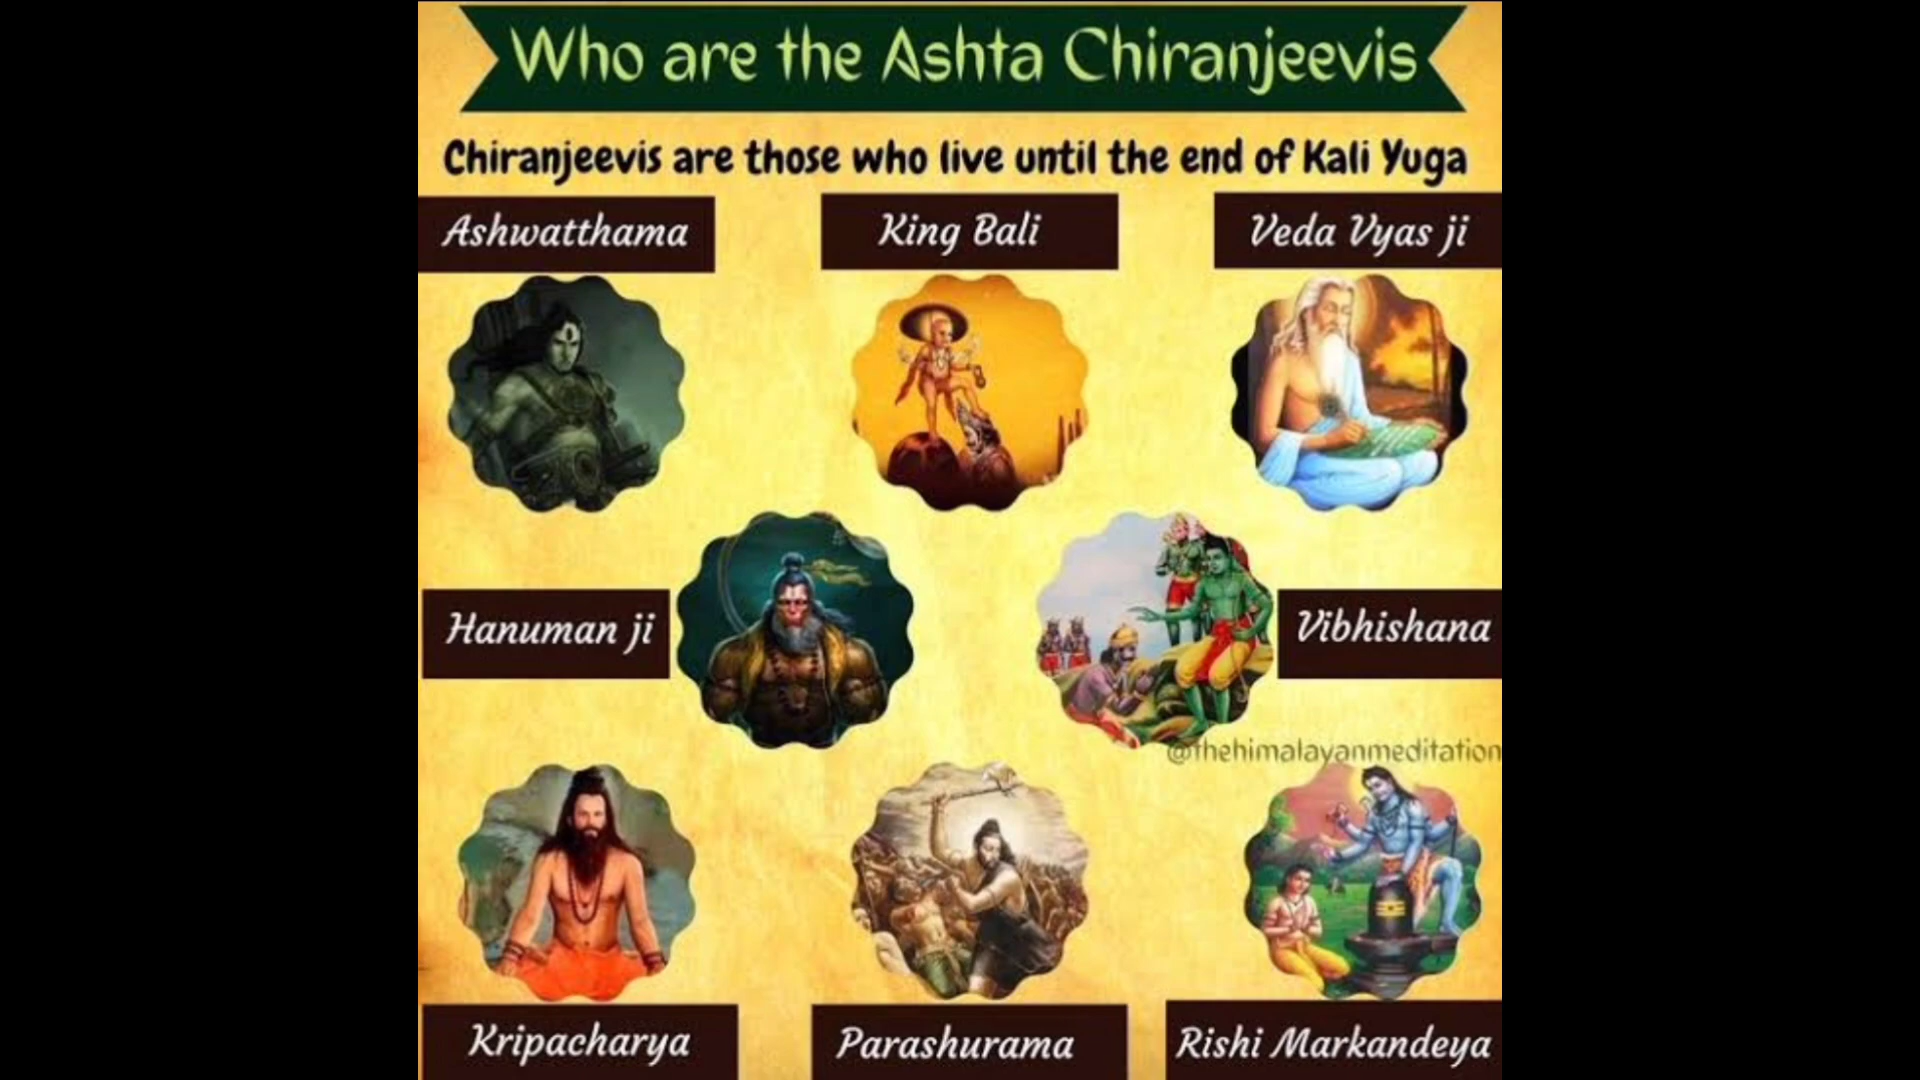 Who are the Ashta Chiranjeevis
Chiranjeevis are those who live until the end of Kali Yuga
Ashwatthama
King Bali
Veda Vyas ji
Hanuman ji
Vibhishana
@thehimalayanmeditation
Kripacharya
Parashurama
Rishi Markandeya